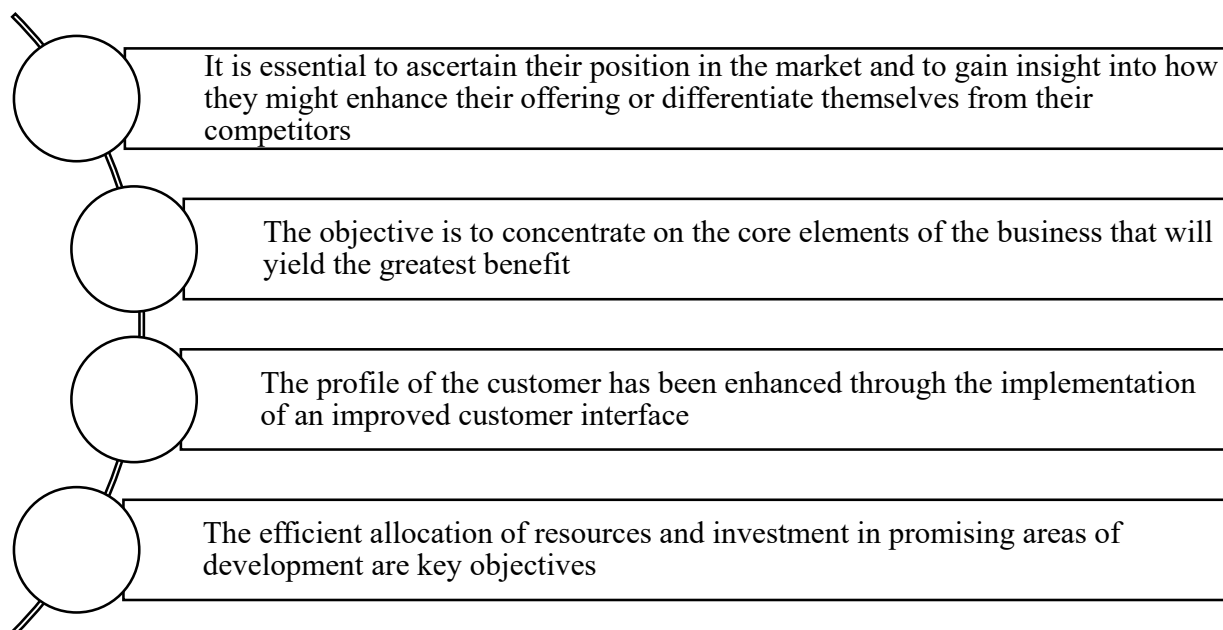 It is essential to ascertain their position in the market and to gain insight into how
they might enhance their offering or differentiate themselves from their
competitors
The objective is to concentrate on the core elements of the business that will
yield the greatest benefit
The profile of the customer has been enhanced through the implementation
of an improved customer interface
The efficient allocation of resources and investment in promising areas of
development are key objectives